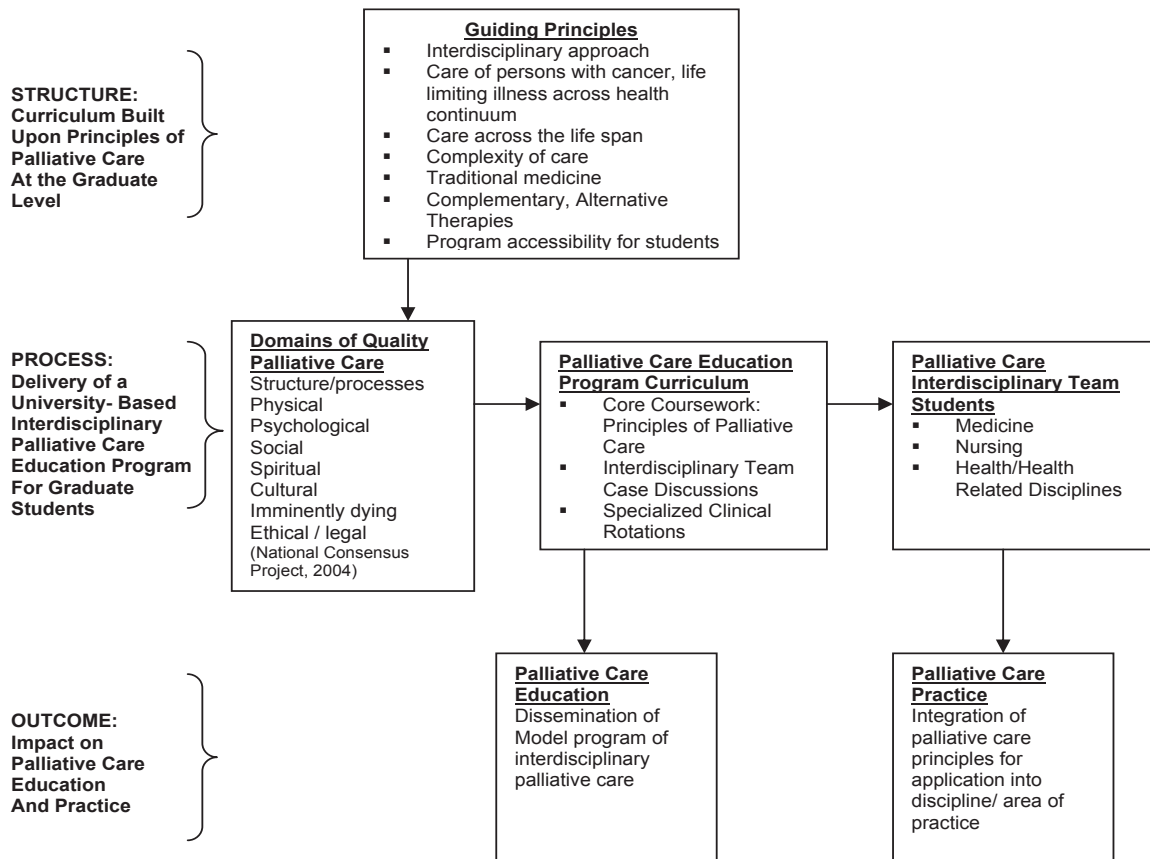 Guiding Principles
▪ Interdisciplinary approach
▪ Care of persons with cancer, life
limiting illness across health
continuum
▪ Care across the life span
▪ Complexity of care
▪ Traditional medicine
▪ Complementary, Alternative
Therapies
▪ Program accessibility for students
STRUCTURE:
Curriculum Built
Upon Principles of
Palliative Care
At the Graduate
Level
PROCESS:
Delivery of a
University- Based
Interdisciplinary
Palliative Care
Education Program
For Graduate
Students
Domains of Quality
Palliative Care
Structure/processes
Physical
Psychological
Social
Spiritual
Cultural
Imminently dying
Ethical / legal
(National Consensus
Project, 2004)
Palliative Care Education
Program Curriculum
▪ Core Coursework:
Principles of Palliative
Care
▪ Interdisciplinary Team
Case Discussions
▪ Specialized Clinical
Rotations
Palliative Care
Interdisciplinary Team
Students
▪ Medicine
▪ Nursing
▪ Health/Health
Related Disciplines
OUTCOME:
Impact on
Palliative Care
Education
And Practice
Palliative Care
Education
Dissemination of
Model program of
interdisciplinary
palliative care
Palliative Care
Practice
Integration of
palliative care
principles for
application into
discipline/ area of
practice